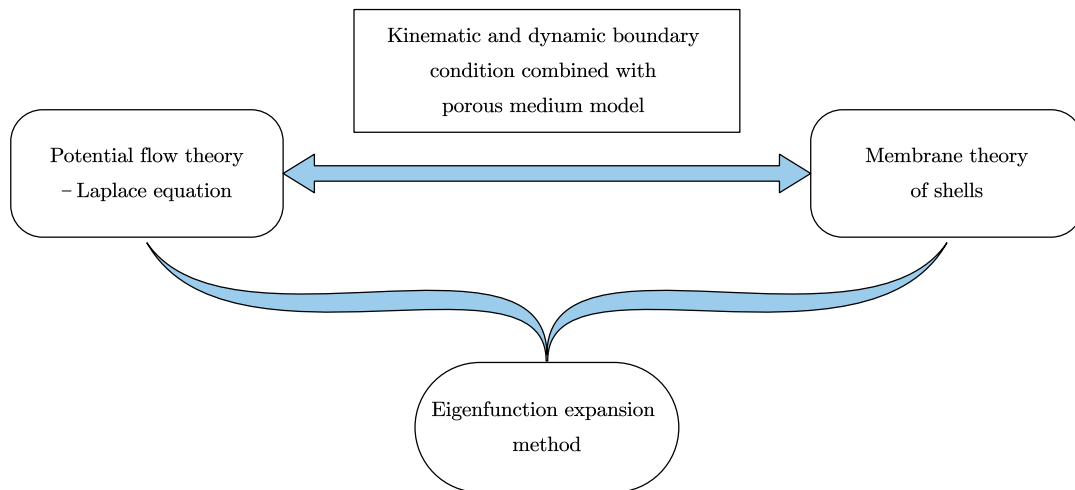 Kinematic and dynamic boundary
condition combined with
porous medium model
Potential flow theory
– Laplace equation
Membrane theory
of shells
Eigenfunction expansion
method